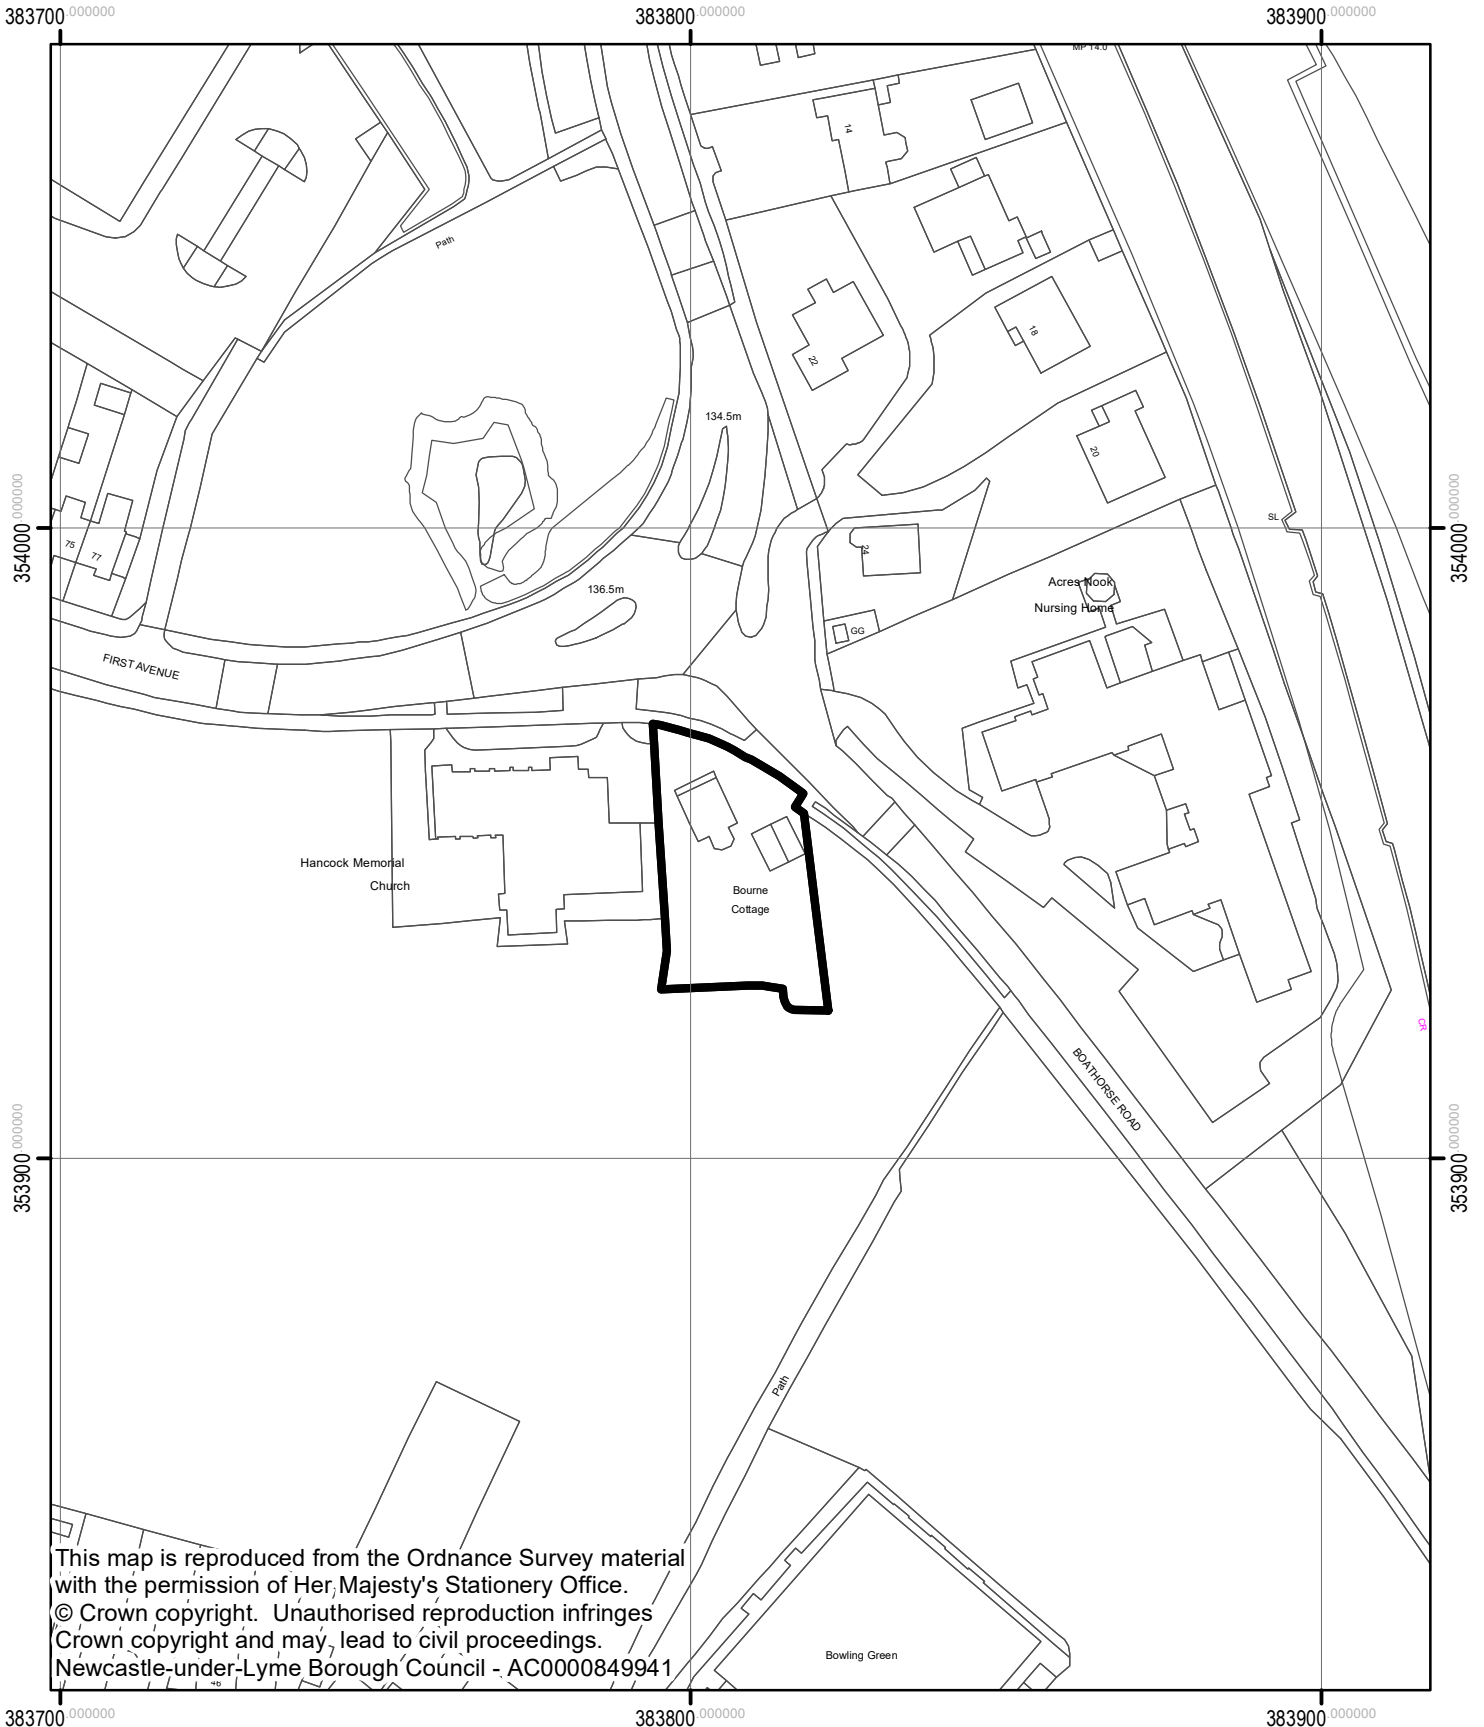 383700.000000
383800.000000
383900.000000
MP 14.0
14
Path
18
22
134.5m
20
354000.000000
354000.000000
SL
75
77
24
Acres Nook
Nursing Home
136.5m
GG
FIRST AVENUE
Hancock Memorial
Church
Bourne
Cottage
CR
BOATHORSE ROAD
353900.000000
353900.000000
Path
This map is reproduced from the Ordnance Survey material
with the permission of Her Majesty's Stationery Office.
© Crown copyright.  Unauthorised reproduction infringes
Crown copyright and may  lead to civil proceedings.
Newcastle-under-Lyme Borough Council - AC0000849941
Bowling Green
46
383700.000000
383800.000000
383900.000000